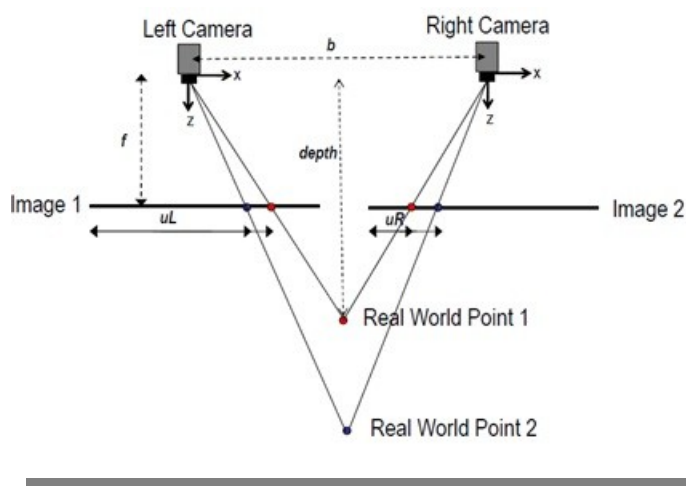 Left Camera
Right Camera
b
x
x
z
z
f
depth
Image 1
Image 2
uL
uR
Real World Point 1
Real World Point 2